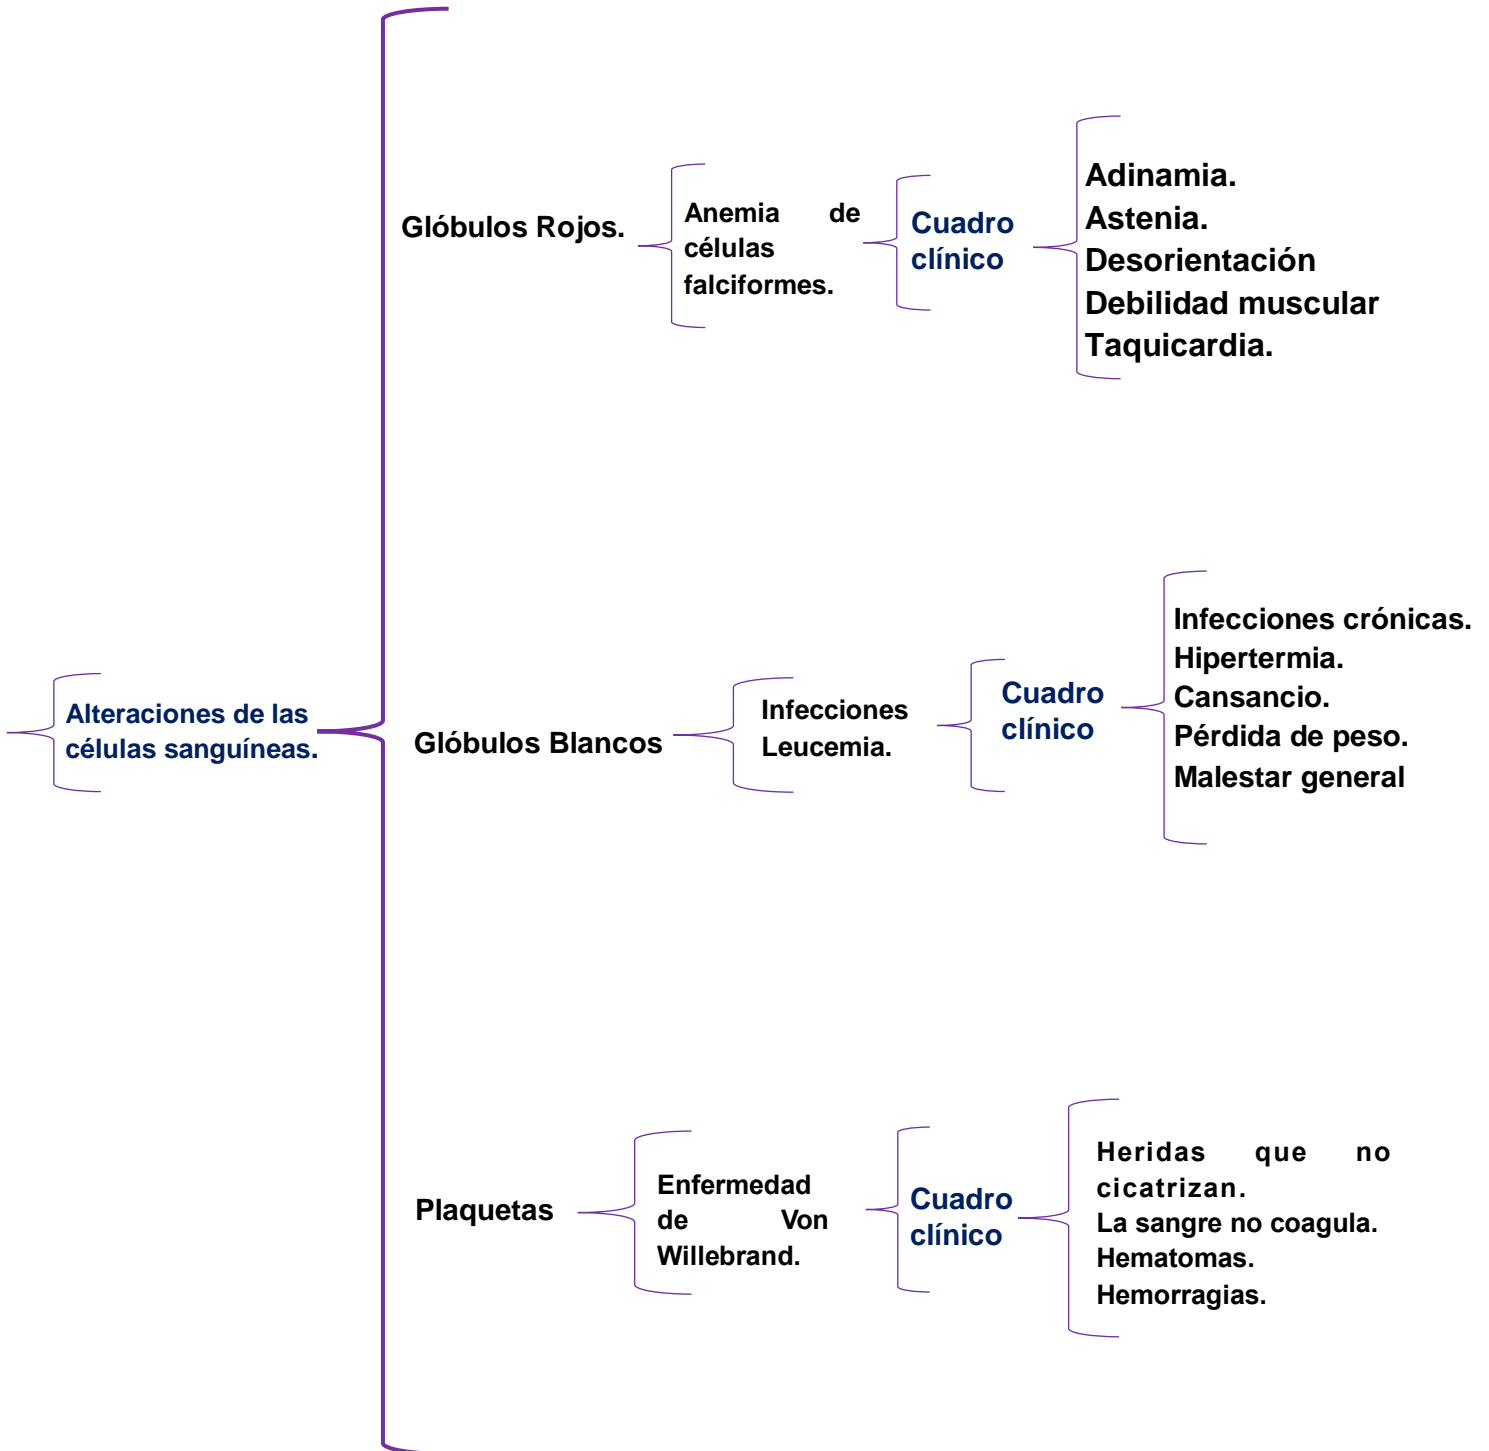 Alteraciones de las
células sanguíneas.
Glóbulos Rojos.
Anemia de
células
falciformes.
Cuadro
clínico
Adinamia.
Astenia.
Desorientación
Debilidad muscular
Taquicardia.
Glóbulos Blancos
Infecciones
Leucemia.
Cuadro
clínico
Infecciones crónicas.
Hipertermia.
Cansancio.
Pérdida de peso.
Malestar general
Plaquetas
Enfermedad
de Von
Willebrand.
Cuadro
clínico
Heridas que no
cicatrizan.
La sangre no coagula.
Hematomas.
Hemorragias.